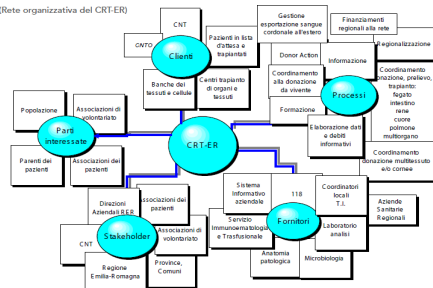 (Rete organizzativa del CRT-ER)
CNT
GNTO
Pazienti in lista
d'attesa e
trapiantati
Clienti
Banche dei
tessuti e cellule
Centri trapianto
di organi e
tessuti
Gestione
esportazione sangue
cordonale all'estero
Finanziamenti
regionali alla rete
Donor Action
Informazione
Regionalizzazione
Coordinamento
alla donazione
da vivente
Processi
Coordinamento
donazione, prelievo,
trapianto:
fegato
intestino
rene
cuore
polmone
multiorgano
Formazione
Elaborazione dati
e debiti
informativi
Coordinamento
donazione multitessuto
e/o cornee
Popolazione
Associazioni di
volontariato
Parti
interessate
Parenti dei
pazienti
Associazioni dei
pazienti
CRT-ER
Direzioni
Aziendali RER
Associazioni dei
pazienti
Stakeholder
CNT
Associazioni di
volontariato
Regione
Emilia-Romagna
Province,
Comuni
Sistema
informativo
aziendale
118
Coordinatori
locali
T.I.
Servizio
Immunoematologia
e Trasfusionale
Fornitori
Aziende
Sanitarie
Regionali
Laboratorio
analisi
Anatomia
patologica
Microbiologia